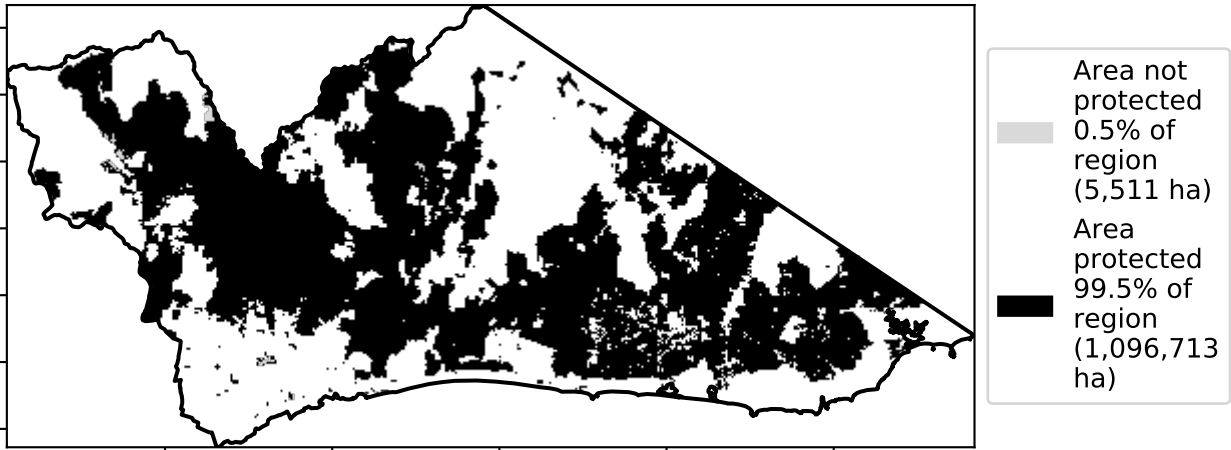 Area not
protected
0.5% of
region
(5,511 ha)
Area
protected
99.5% of
region
(1,096,713
ha)